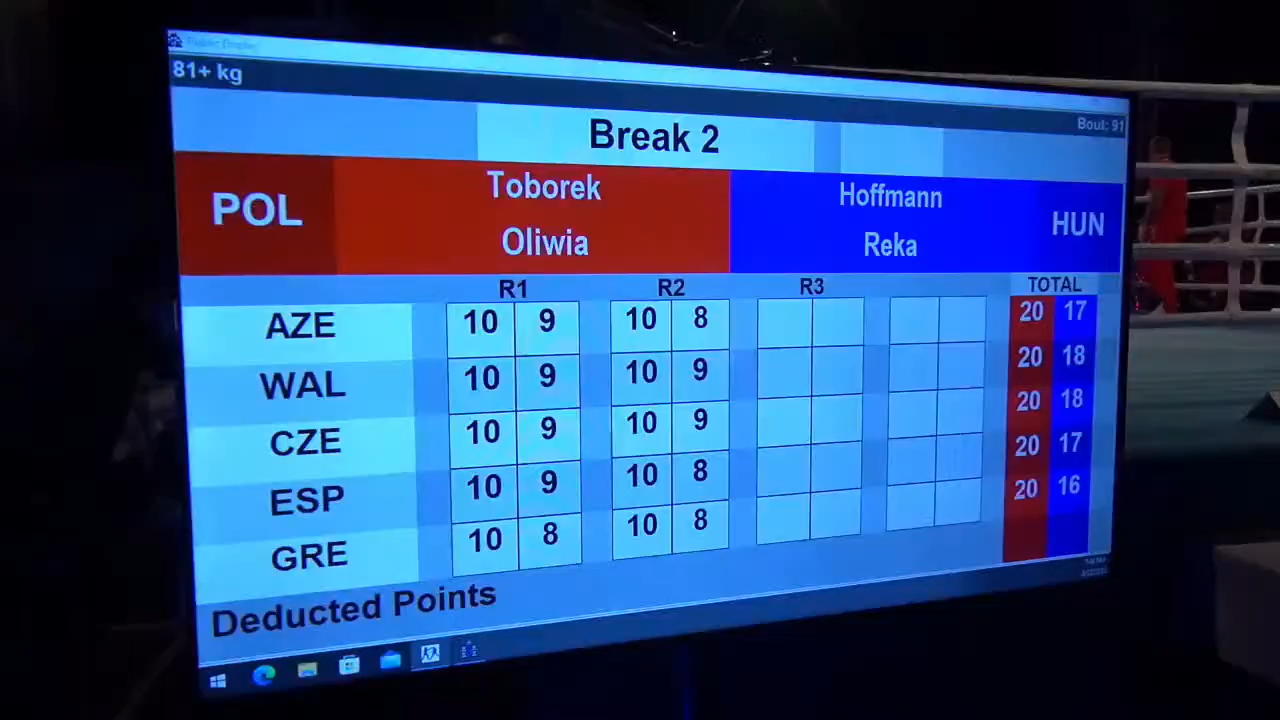 Public Display
81+ kg
Bout: 91
Break 2
POL
Toborek
Oliwia
Hoffmann
Reka
HUN
R1 R2 R3 TOTAL
AZE 10 9 10 8 20 17
WAL 10 9 10 9 20 18
CZE 10 9 10 9 20 18
ESP 10 9 10 8 20 17
GRE 10 8 10 8 20 16
Deducted Points